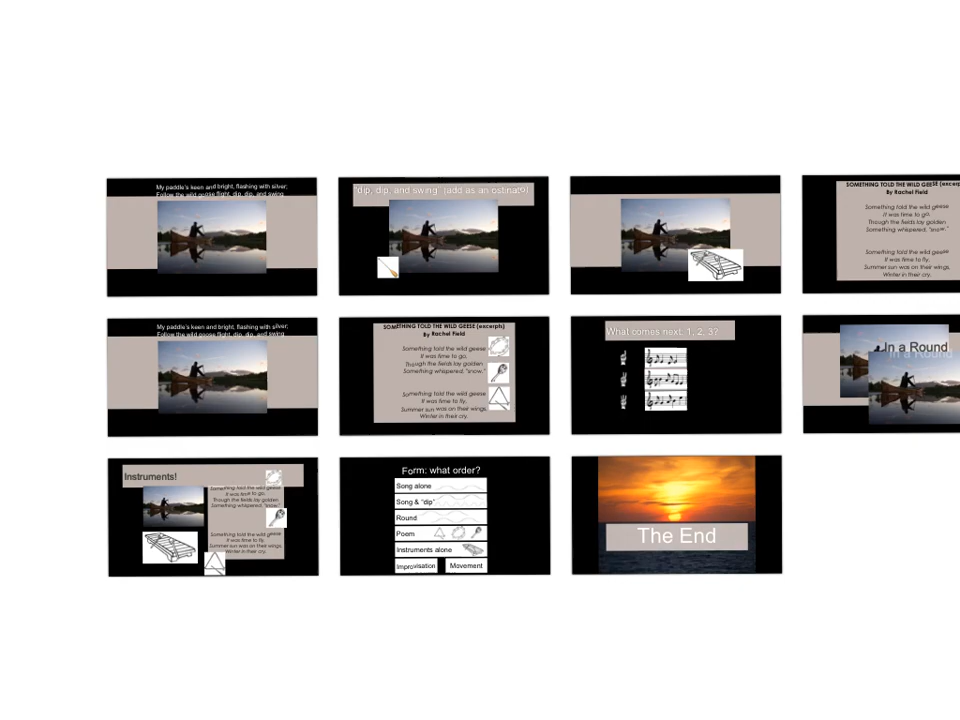 My paddle's keen and bright, flashing with silver;
Follow the wild goose flight, dip, dip, and swing
"dip, dip, and swing" (add as an ostinato)
SOMETHING TOLD THE WILD GEESE (excerp
By Rachel Field
Something told the wild geese
It was time to go,
Though the fields lay golden
Something whispered, "snow."
Something told the wild geese
It was time to fly,
Summer sun was on their wings,
Winter in their cry.
My paddle's keen and bright, flashing with silver;
Follow the wild goose flight, dip, dip, and swing
SOMETHING TOLD THE WILD GEESE (excerpts)
By Rachel Field
Something told the wild geese
It was time to go,
Though the fields lay golden
Something whispered, "snow."
Something told the wild geese
It was time to fly,
Summer sun was on their wings,
Winter in their cry.
What comes next: 1, 2, 3?
In a Round
In a Round
Instruments!
Something told the wild geese
It was time to go,
Though the fields lay golden
Something whispered, "snow."
Something told the wild geese
It was time to fly,
Summer sun was on their wings,
Winter in their cry.
Form: what order?
Song alone
Song & "dip"
Round
Poem
Instruments alone
Improvisation Movement
The End